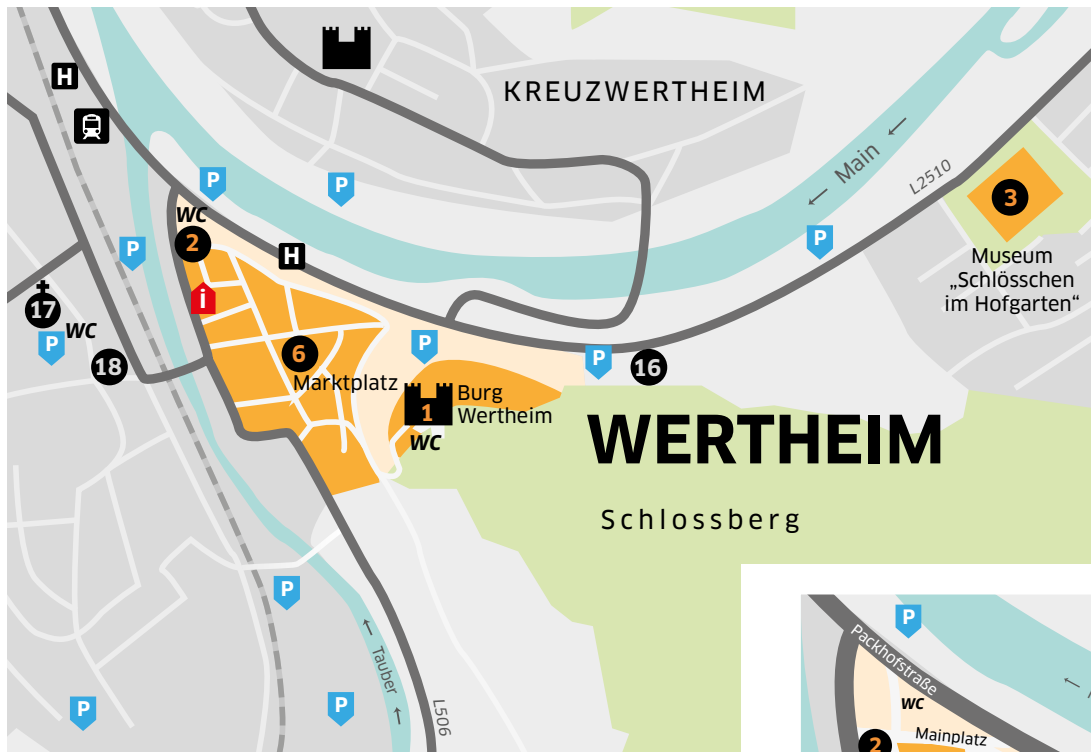 H
KREUZWERTHEIM
← Main ←
L2510
P
P
WC
2
H
P
3
Museum
„Schlösschen
im Hofgarten“
P
i
17
WC
P
18
6
Marktplatz
P
P
16
1
Burg
Wertheim
WC
WERTHEIM
Schlossberg
P
P
P
← Tauber ←
L506
P
Packhofstraße
WC
Mainplatz
2